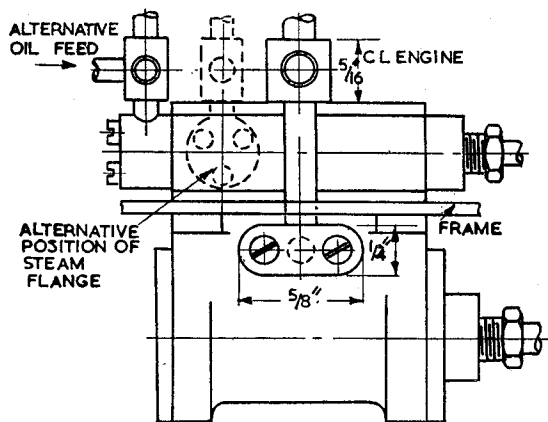 ALTERNATIVE
OIL FEED
5/16
C L ENGINE
ALTERNATIVE
POSITION OF
STEAM
FLANGE
FRAME
1/4"
5/8"